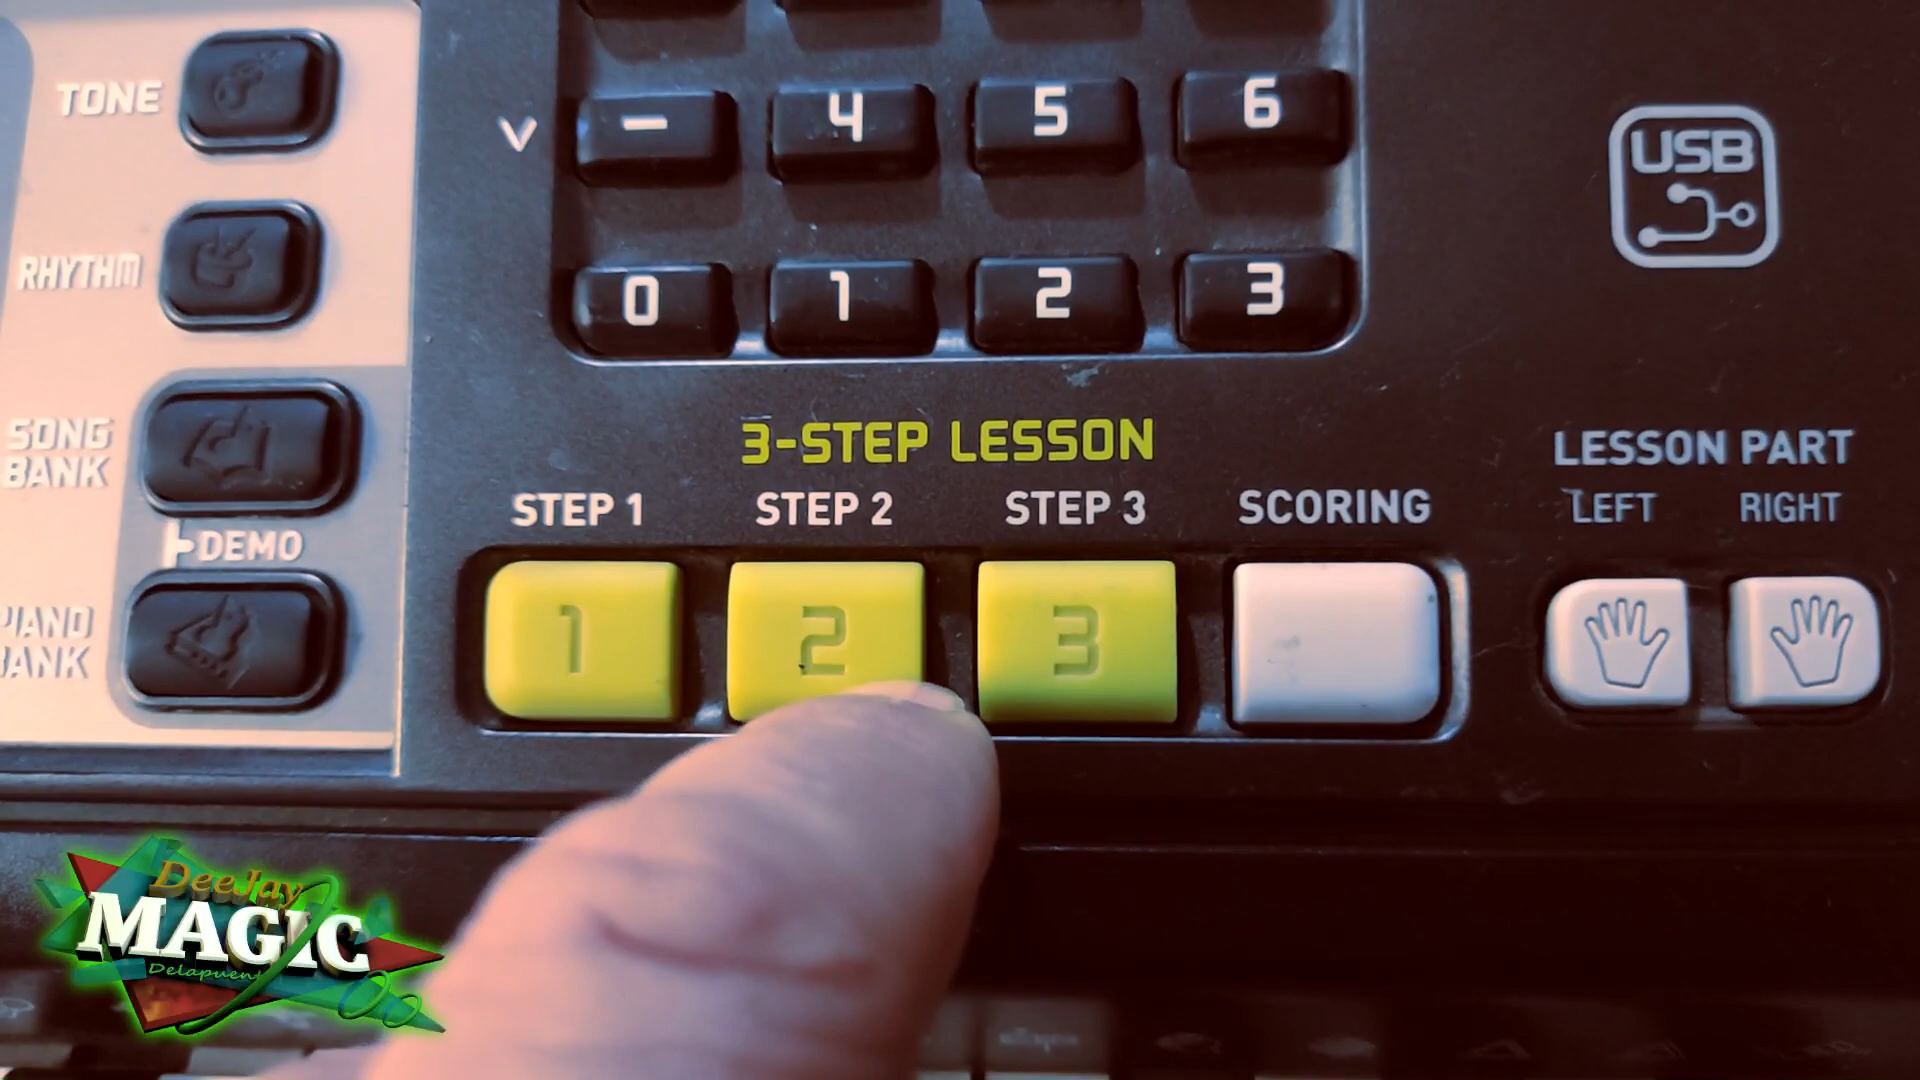 TONE
RHYTHM
SONG
BANK
DEMO
PIANO
BANK
V
-
4
5
6
0
1
2
3
USB
3-STEP LESSON
STEP 1
STEP 2
STEP 3
SCORING
1
2
3
LESSON PART
LEFT
RIGHT
DeeJay
MAGIC
Joo